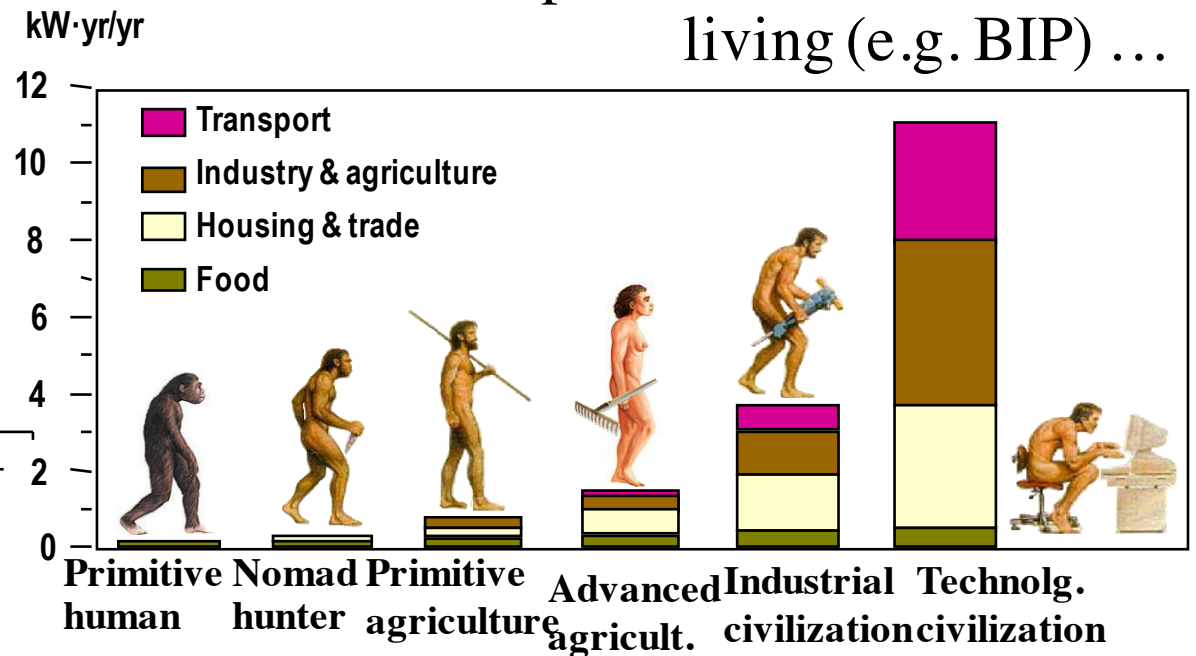 living (e.g. BIP) …
kW·yr/yr
12
10
8
6
4
2
0
Transport
Industry & agriculture
Housing & trade
Food
Primitive human
Nomad hunter
Primitive agriculture
Advanced agricult.
Industrial civilization
Technolg. civilization